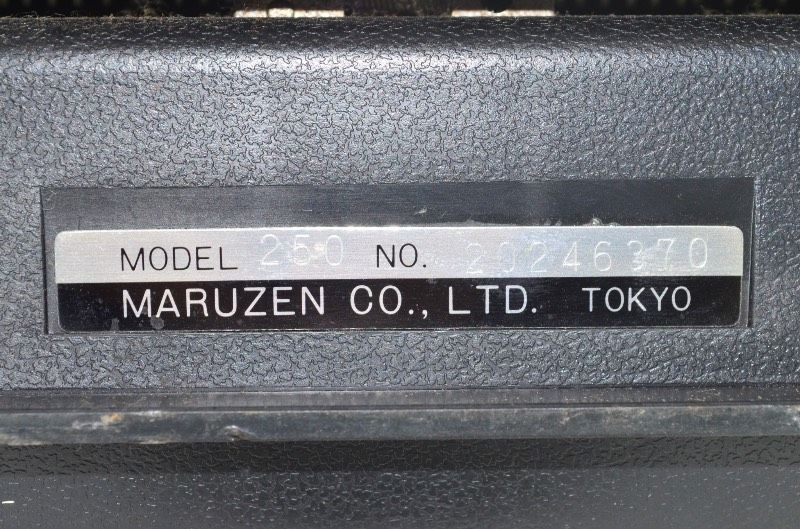 MODEL 250 NO. 20246370
MARUZEN CO., LTD. TOKYO